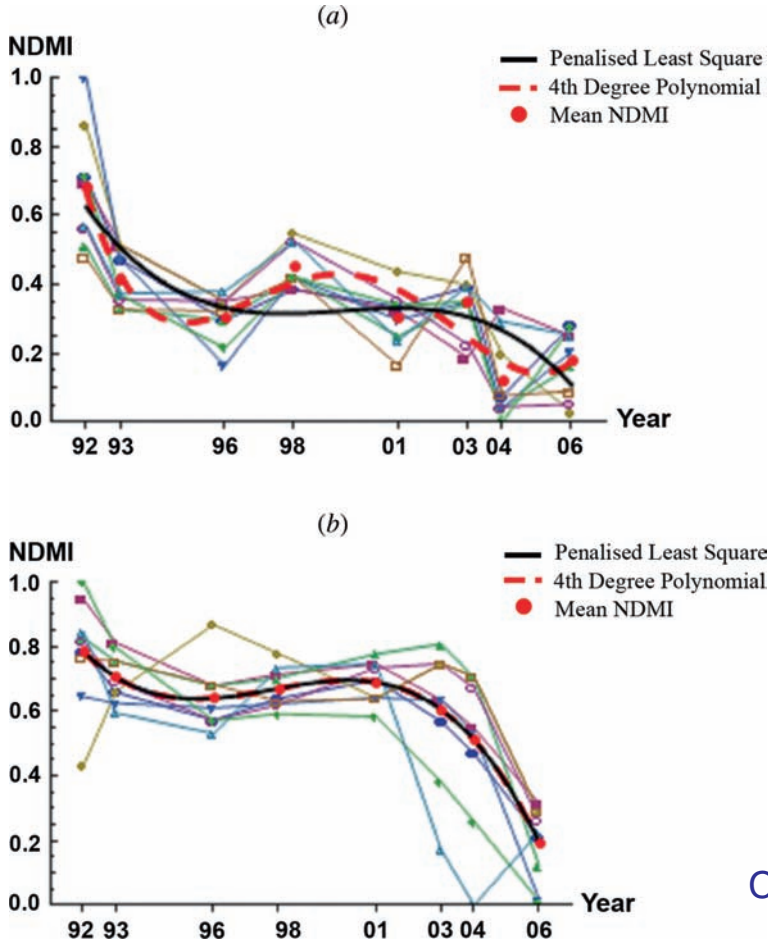 (a)
NDMI
Penalised Least Square
4th Degree Polynomial
Mean NDMI
1.0
0.8
0.6
0.4
0.2
0.0
Year
92 93 96 98 01 03 04 06
(b)
NDMI
Penalised Least Square
4th Degree Polynomial
Mean NDMI
1.0
0.8
0.6
0.4
0.2
0.0
Year
92 93 96 98 01 03 04 06